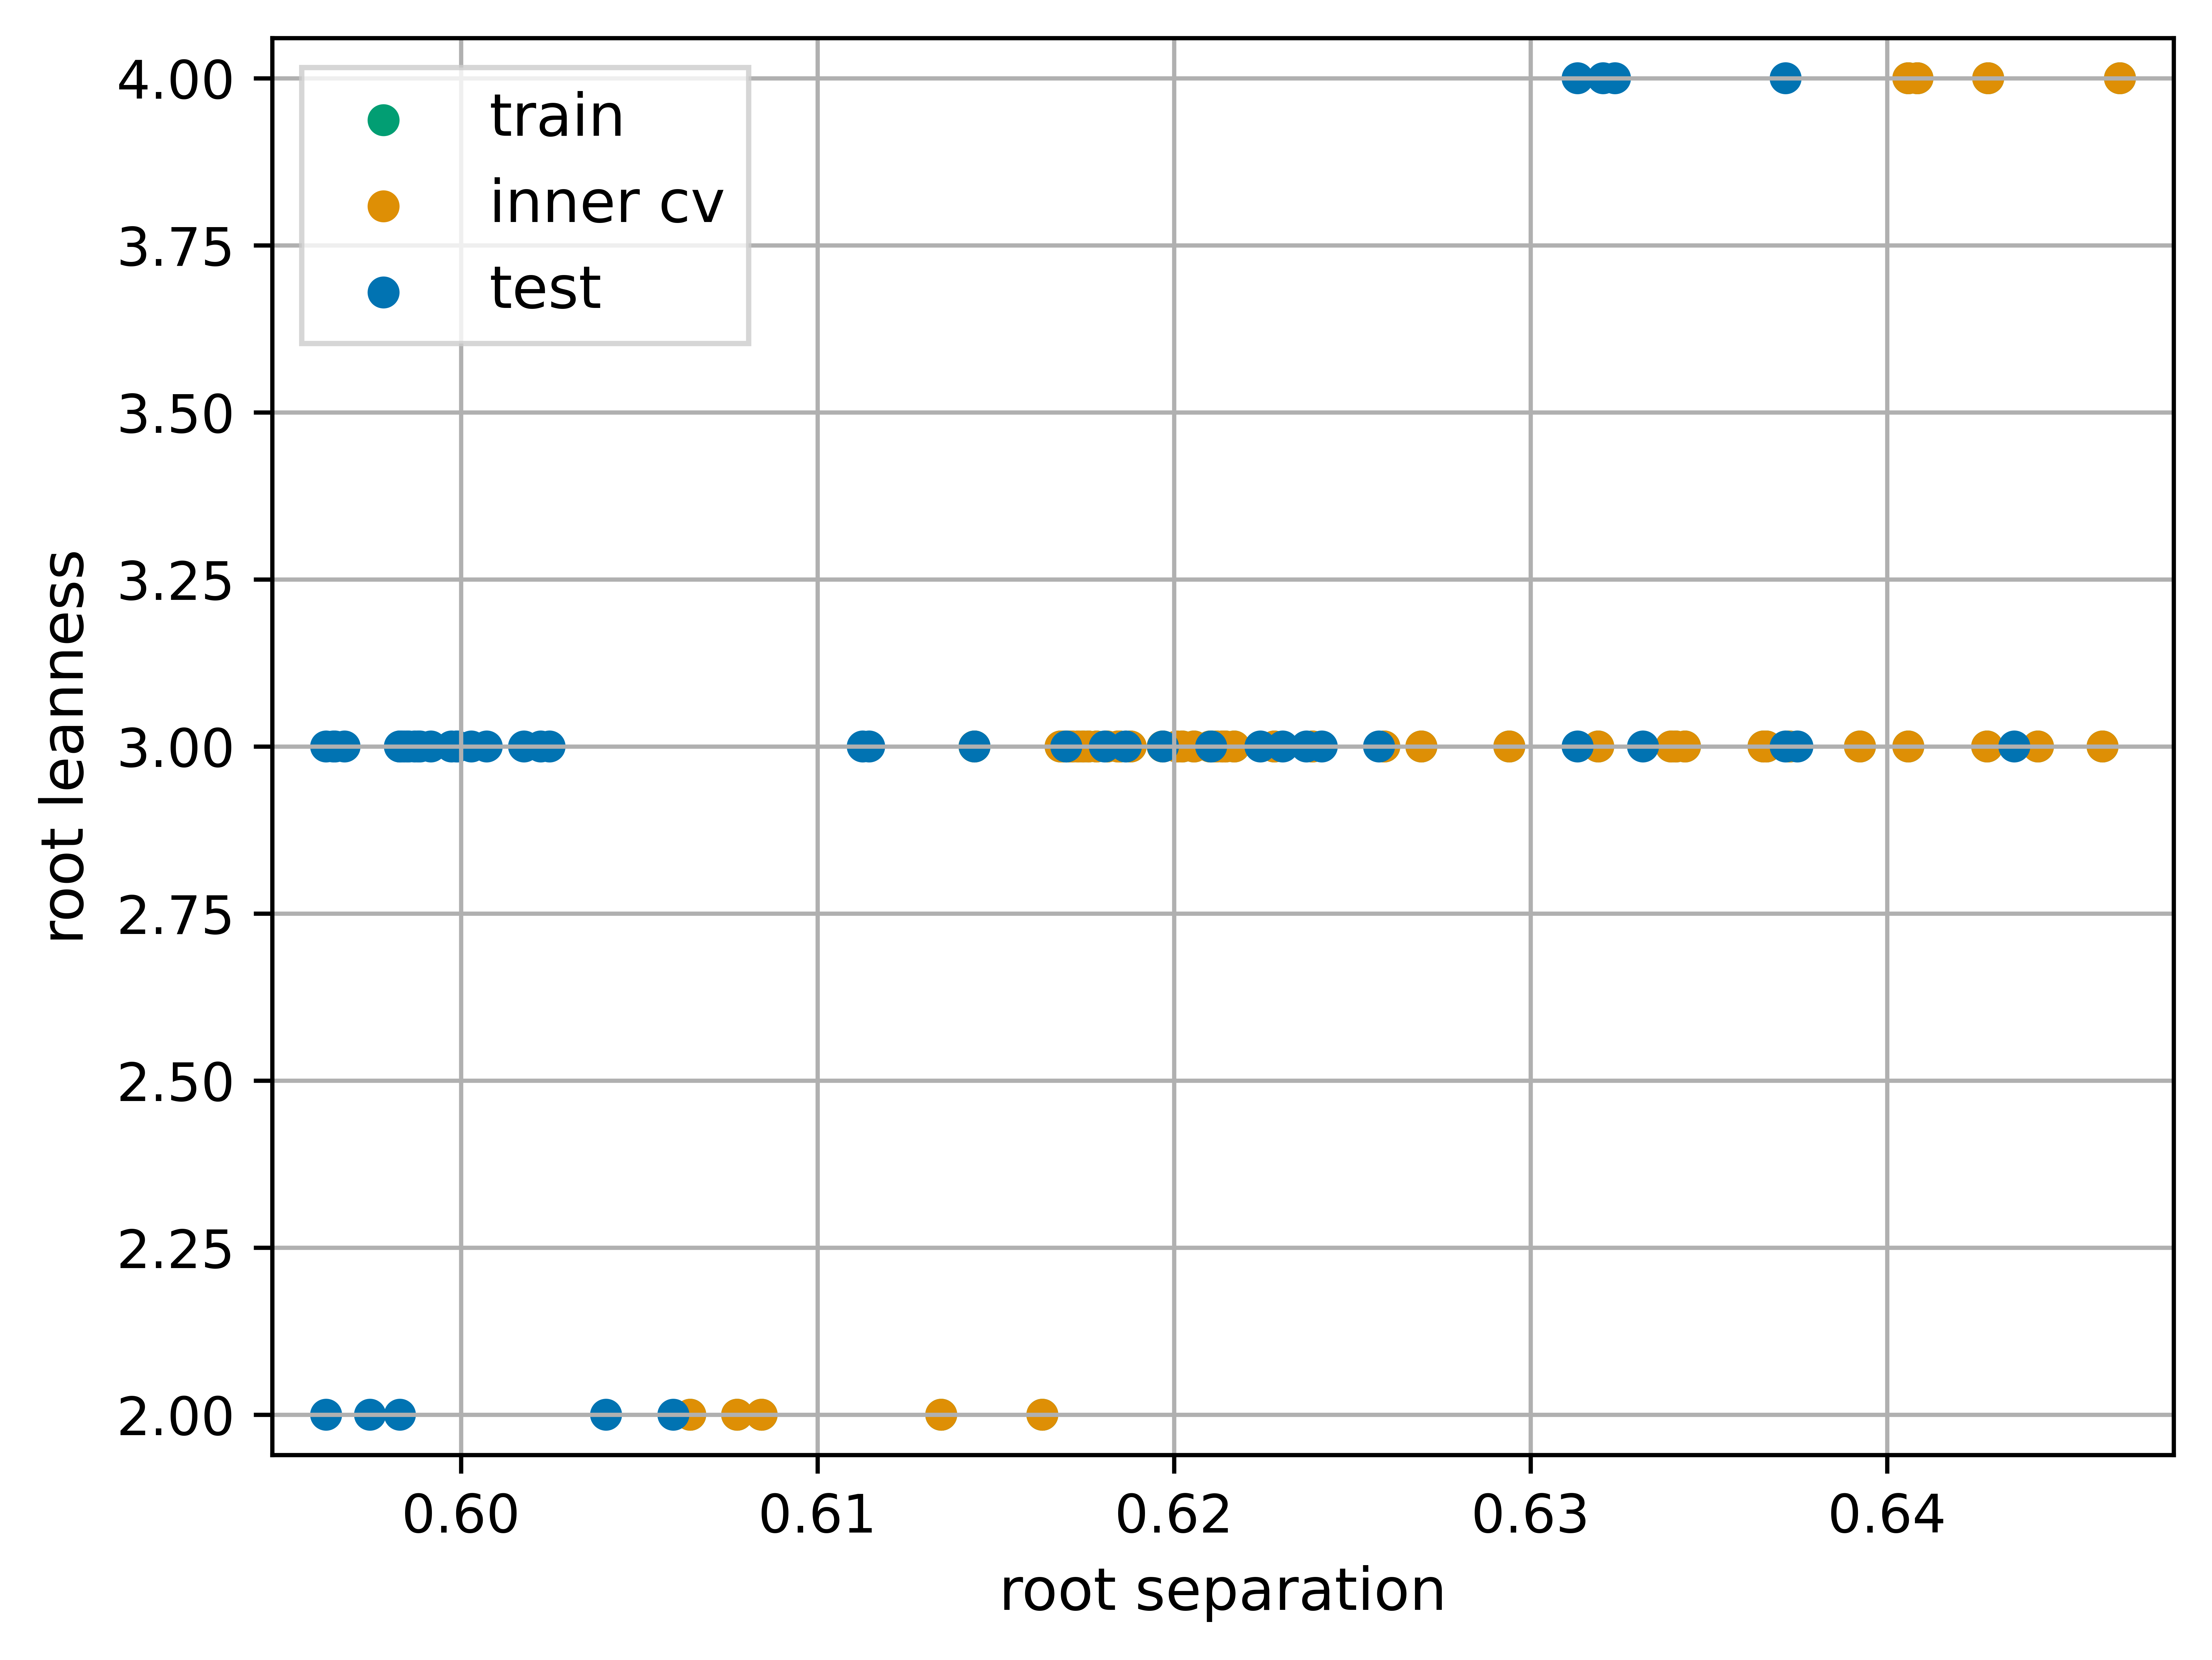 train
inner cv
test
4.00
3.75
3.50
3.25
3.00
2.75
2.50
2.25
2.00
root leanness
0.60 0.61 0.62 0.63 0.64
root separation